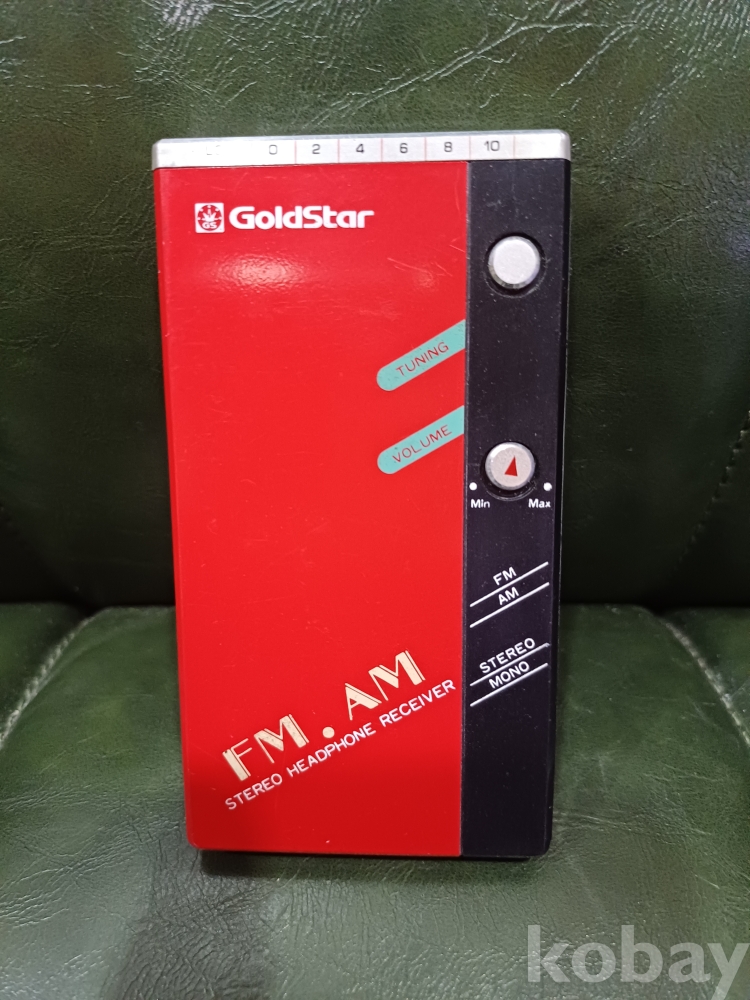 0 2 4 6 8 10
GS GoldStar
TUNING
VOLUME
Min Max
FM
AM
STEREO
MONO
FM.AM
STEREO HEADPHONE RECEIVER
kobay